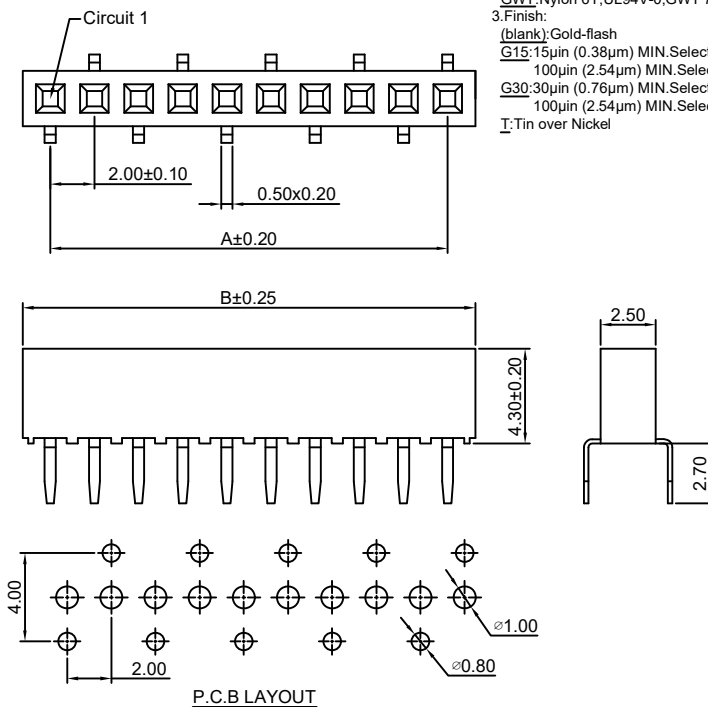 GWT:Nylon 6T,UL94V-0,GWT
3.Finish:
(blank):Gold-flash
G15:15µin (0.38µm) MIN.Select
100µin (2.54µm) MIN.Selec
G30:30µin (0.76µm) MIN.Select
100µin (2.54µm) MIN.Selec
T:Tin over Nickel
Circuit 1
2.00±0.10
0.50x0.20
A±0.20
B±0.25
2.50
4.30±0.20
2.70
4.00
⌀1.00
2.00
⌀0.80
P.C.B LAYOUT